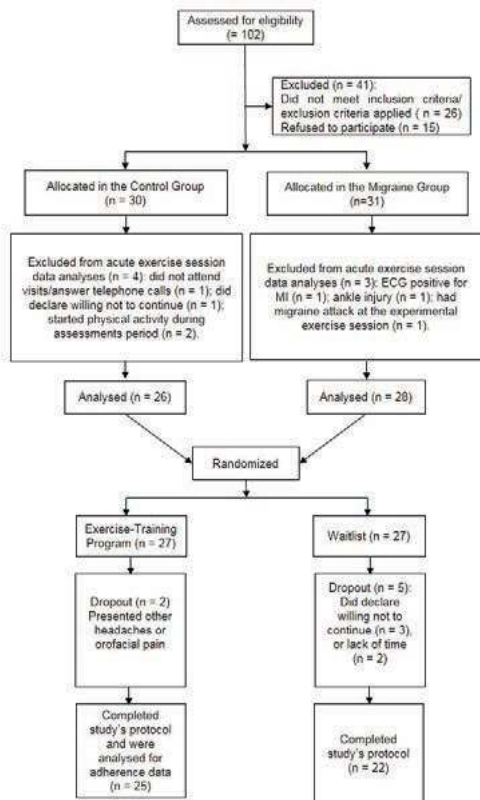 Assessed for eligibility
(= 102)
Excluded (n = 41):
Did not meet inclusion criteria/
exclusion criteria applied ( n = 26)
Refused to participate (n = 15)
Allocated in the Control Group
(n = 30)
Allocated in the Migraine Group
(n=31)
Excluded from acute exercise session
data analyses (n = 4): did not attend
visits/answer telephone calls (n = 1); did
declare willing not to continue (n = 1);
started physical activity during
assessments period (n = 2).
Excluded from acute exercise session
data analyses (n = 3): ECG positive for
MI (n = 1); ankle injury (n = 1); had
migraine attack at the experimental
exercise session (n = 1).
Analysed (n = 26)
Analysed (n = 28)
Randomized
Exercise-Training
Program (n = 27)
Waitlist (n = 27)
Dropout (n = 2)
Presented other
headaches or
orofacial pain
Dropout (n = 5):
Did declare
willing not to
continue (n = 3),
or lack of time
(n = 2)
Completed
study's protocol
and were
analysed for
adherence data
(n = 25)
Completed
study's protocol
(n = 22)